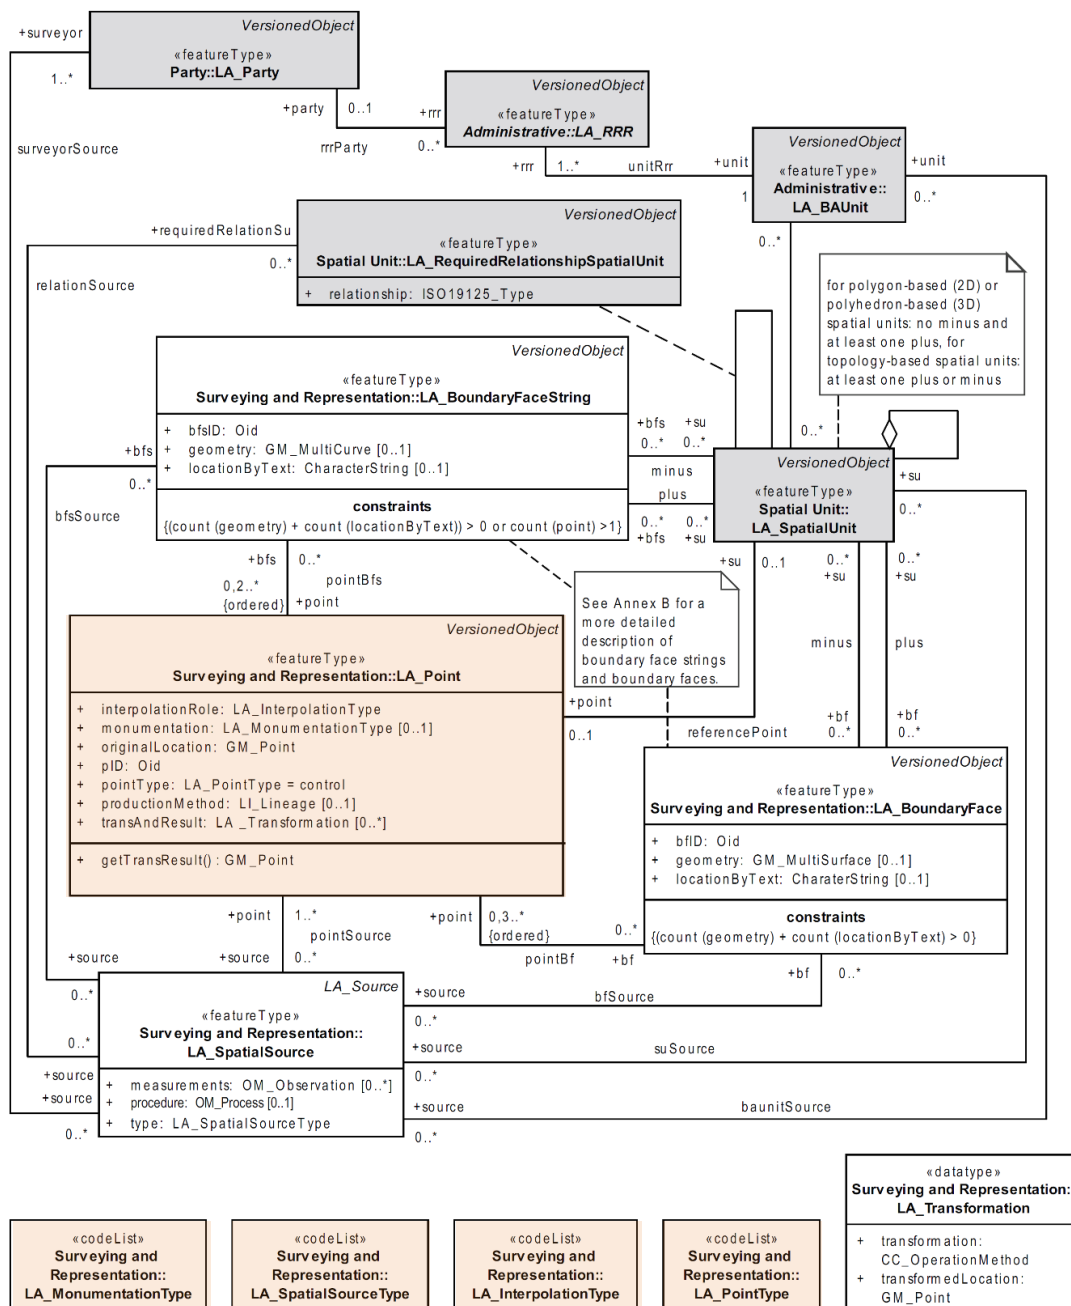 +surveyor
1..*
surveyorSource
VersionedObject
«featureType»
Party::LA_Party
+party
0..1
+rrr
rrrParty
0..*
VersionedObject
«featureType»
Administrative::LA_RRR
+rrr
1..*
unitRrr
+unit
1
VersionedObject
«featureType»
Administrative::
LA_BAUnit
+unit
0..*
0..*
+requiredRelationSu
0..*
relationSource
VersionedObject
«featureType»
Spatial Unit::LA_RequiredRelationshipSpatialUnit
+ relationship: ISO19125_Type
for polygon-based (2D) or
polyhedron-based (3D)
spatial units: no minus and
at least one plus, for
topology-based spatial units:
at least one plus or minus
VersionedObject
«featureType»
Surveying and Representation::LA_BoundaryFaceString
+ bfsID: Oid
+ geometry: GM_MultiCurve [0..1]
+ locationByText: CharacterString [0..1]
constraints
{(count (geometry) + count (locationByText)) > 0 or count (point) >1}
+bfs
0..*
bfsSource
+bfs +su
0..* 0..*
minus
plus
0..* 0..*
+bfs +su
0..*
VersionedObject
«featureType»
Spatial Unit::
LA_SpatialUnit
+su
0..*
+bfs
0..*
pointBfs
0,2..*
{ordered}
+point
See Annex B for a
more detailed
description of
boundary face strings
and boundary faces.
+su
0..1
0..*
+su
0..*
+su
minus
plus
+bf
0..*
+bf
0..*
VersionedObject
«featureType»
Surveying and Representation::LA_Point
+ interpolationRole: LA_InterpolationType
+ monumentation: LA_MonumentationType [0..1]
+ originalLocation: GM_Point
+ pID: Oid
+ pointType: LA_PointType = control
+ productionMethod: LI_Lineage [0..1]
+ transAndResult: LA _Transformation [0..*]
+ getTransResult() : GM_Point
+point
0..1
referencePoint
VersionedObject
«featureType»
Surveying and Representation::LA_BoundaryFace
+ bfID: Oid
+ geometry: GM_MultiSurface [0..1]
+ locationByText: CharaterString [0..1]
constraints
{(count (geometry) + count (locationByText) > 0}
+point
1..*
pointSource
+source
0..*
+point
0,3..*
{ordered}
pointBf
0..*
+bf
+bf
0..*
+source
0..*
0..*
+source
+source
0..*
LA_Source
«featureType»
Surveying and Representation::
LA_SpatialSource
+ measurements: OM_Observation [0..*]
+ procedure: OM_Process [0..1]
+ type: LA_SpatialSourceType
+source
bfSource
0..*
+source
suSource
0..*
+source
baunitSource
0..*
«codeList»
Surveying and
Representation::
LA_MonumentationType
«codeList»
Surveying and
Representation::
LA_SpatialSourceType
«codeList»
Surveying and
Representation::
LA_InterpolationType
«codeList»
Surveying and
Representation::
LA_PointType
«datatype»
Surveying and Representation::
LA_Transformation
+ transformation:
CC_OperationMethod
+ transformedLocation:
GM_Point